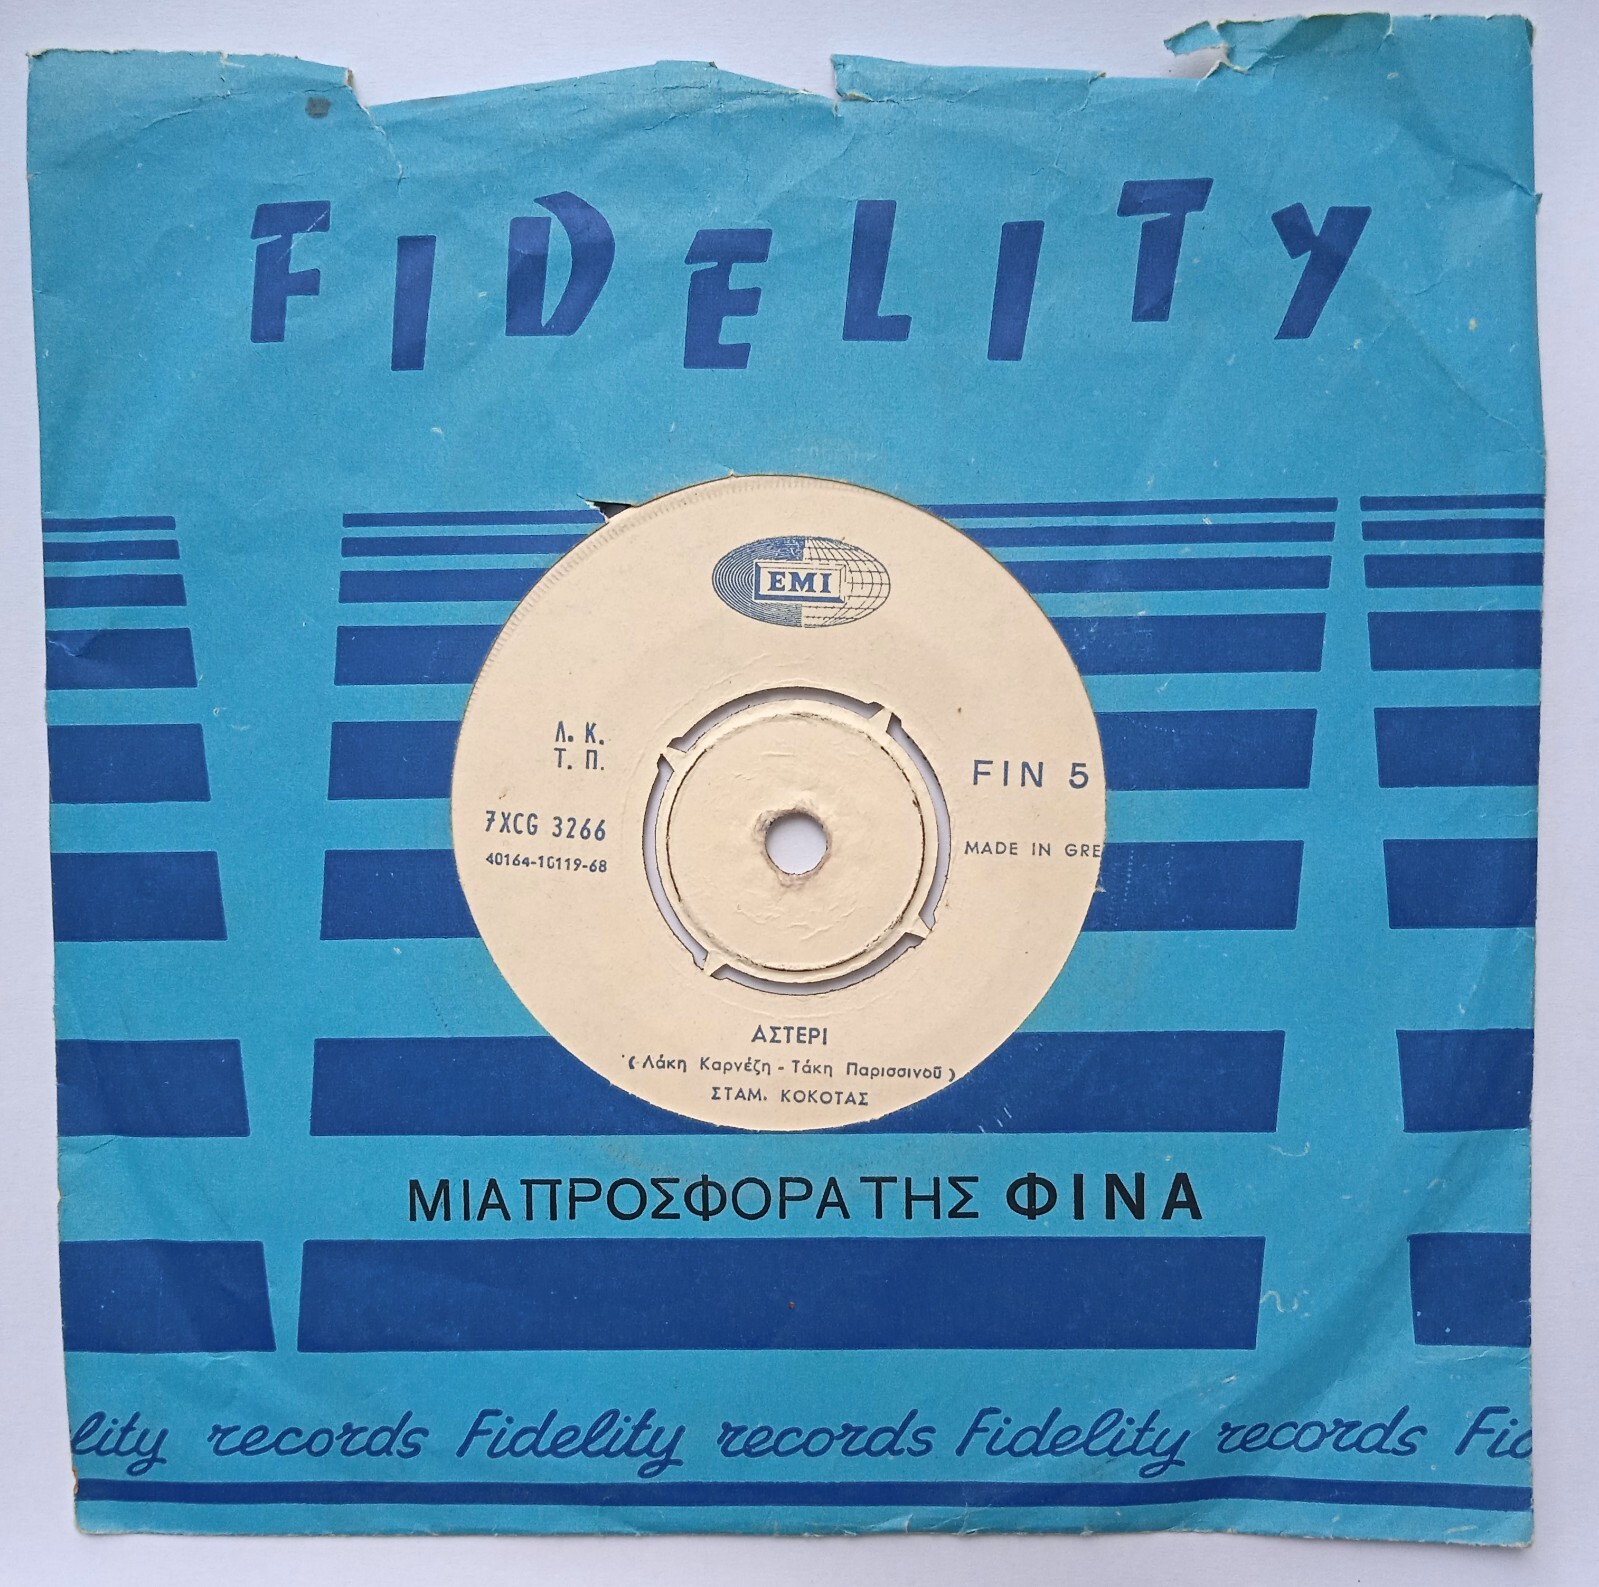 FIDELITY
EMI
Λ. Κ.
Τ. Π.
7XCG 3266
40164-10119-68
FIN 5
MADE IN GRE
ΑΣΤΕΡΙ
(Λάκη Καρνέζη - Τάκη Παρισσινοῦ)
ΣΤΑΜ. ΚΟΚΟΤΑΣ
ΜΙΑ ΠΡΟΣΦΟΡΑ ΤΗΣ ΦΙΝΑ
lity records Fidelity records Fidelity records Fid